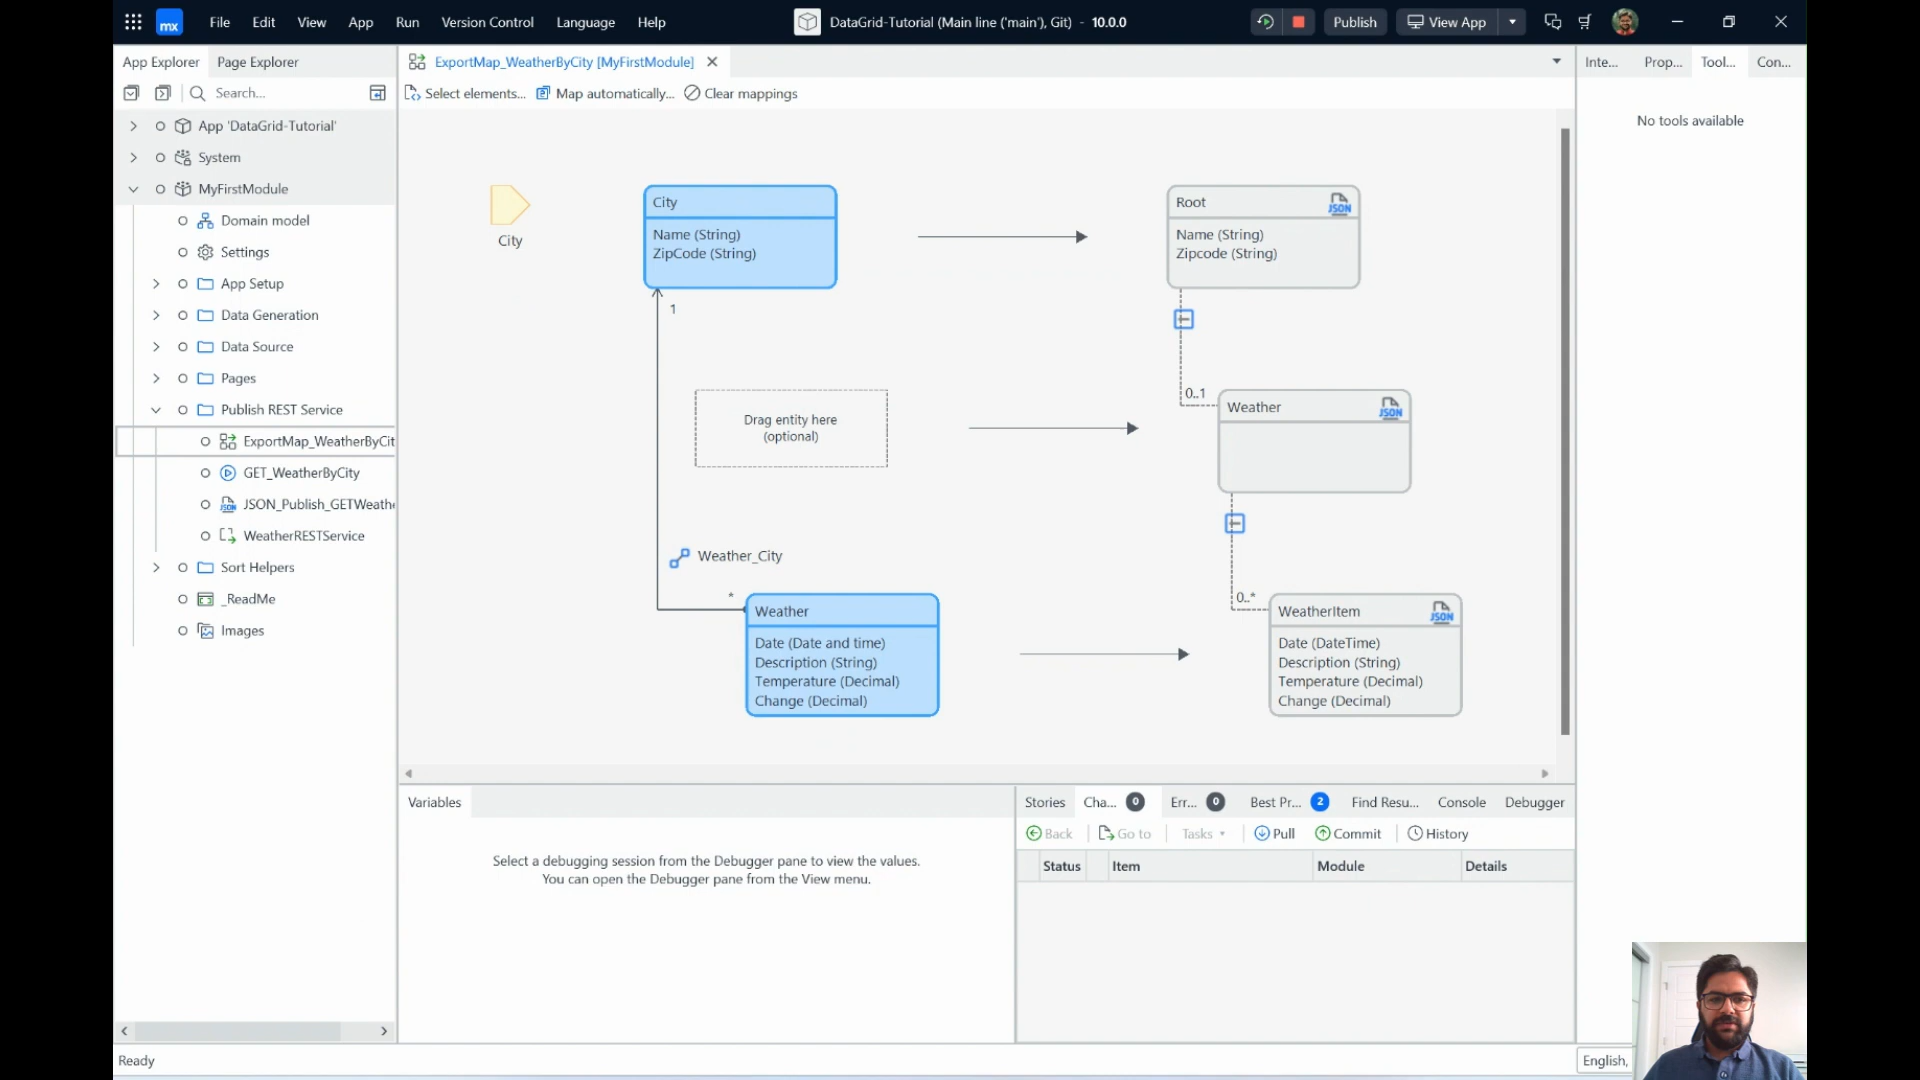 mx
File Edit View App Run Version Control Language Help
DataGrid-Tutorial (Main line ('main'), Git) - 10.0.0
Publish
View App
App Explorer
Page Explorer
ExportMap_WeatherByCity [MyFirstModule]
Inte...
Prop...
Tool...
Con...
Search...
Select elements...
Map automatically...
Clear mappings
No tools available
App 'DataGrid-Tutorial'
System
MyFirstModule
Domain model
Settings
App Setup
Data Generation
Data Source
Pages
Publish REST Service
ExportMap_WeatherByCit
GET_WeatherByCity
JSON_Publish_GETWeathe
WeatherRESTService
Sort Helpers
_ReadMe
Images
City
City
Name (String)
ZipCode (String)
1
Root
JSON
Name (String)
Zipcode (String)
0..1
Drag entity here
(optional)
Weather
JSON
Weather_City
*
Weather
Date (Date and time)
Description (String)
Temperature (Decimal)
Change (Decimal)
0..*
WeatherItem
JSON
Date (DateTime)
Description (String)
Temperature (Decimal)
Change (Decimal)
Variables
Select a debugging session from the Debugger pane to view the values.
You can open the Debugger pane from the View menu.
Stories
Cha... 0
Err... 0
Best Pr... 2
Find Resu...
Console
Debugger
Back
Go to
Tasks
Pull
Commit
History
Status
Item
Module
Details
Ready
English,